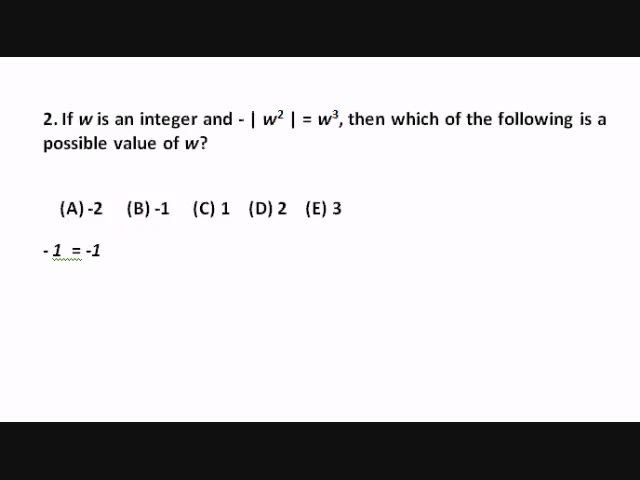 2. If w is an integer and - | w² | = w³, then which of the following is a
possible value of w?
(A) -2 (B) -1 (C) 1 (D) 2 (E) 3
- 1 = -1